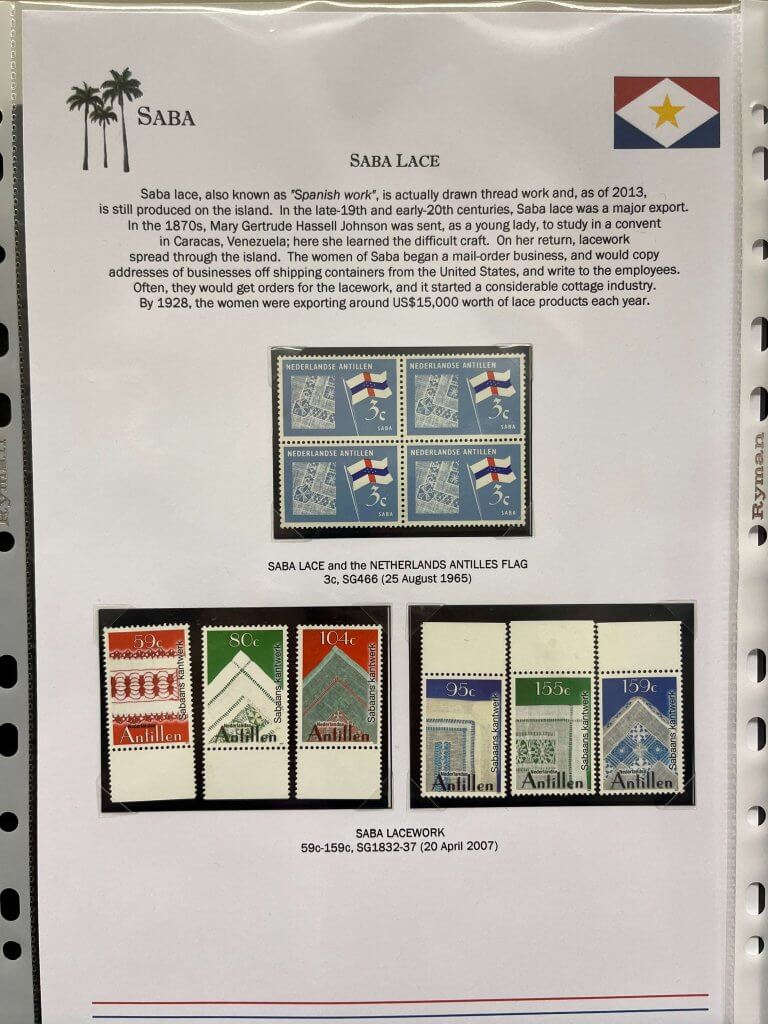 SABA
SABA LACE
Saba lace, also known as "Spanish work", is actually drawn thread work and, as of 2013,
is still produced on the island. In the late-19th and early-20th centuries, Saba lace was a major export.
In the 1870s, Mary Gertrude Hassell Johnson was sent, as a young lady, to study in a convent
in Caracas, Venezuela; here she learned the difficult craft. On her return, lacework
spread through the island. The women of Saba began a mail-order business, and would copy
addresses of businesses off shipping containers from the United States, and write to the employees.
Often, they would get orders for the lacework, and it started a considerable cottage industry.
By 1928, the women were exporting around US$15,000 worth of lace products each year.
NEDERLANDSE ANTILLEN
3c
SABA
NEDERLANDSE ANTILLEN
3c
SABA
NEDERLANDSE ANTILLEN
3c
SABA
NEDERLANDSE ANTILLEN
3c
SABA
SABA LACE and the NETHERLANDS ANTILLES FLAG
3c, SG466 (25 August 1965)
59c
Sabaans kantwerk
Antillen
80c
Sabaans kantwerk
Nederlandse
Antillen
104c
Sabaans kantwerk
Nederlandse
Antillen
95c
Sabaans kantwerk
Nederlandse
Antillen
155c
Sabaans kantwerk
Nederlandse
Antillen
159c
Sabaans kantwerk
Nederlandse
Antillen
SABA LACEWORK
59c-159c, SG1832-37 (20 April 2007)
Ryman
Ryman